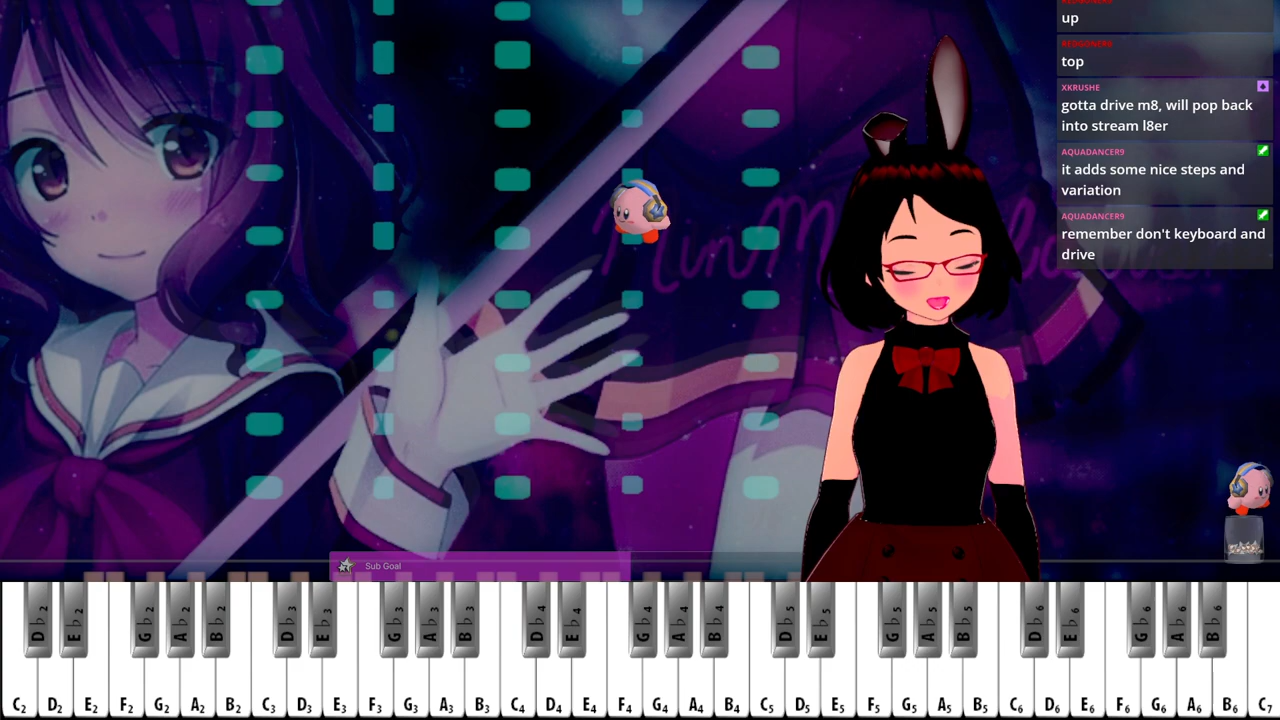 REDGONER6
up
REDGONER6
top
XKRUSHE
gotta drive m8, will pop back
into stream l8er
AQUADANCER9
it adds some nice steps and
variation
AQUADANCER9
remember don't keyboard and
drive
Sub Goal
D♭2 E♭2 G♭2 A♭2 B♭2 D♭3 E♭3 G♭3 A♭3 B♭3 D♭4 E♭4 G♭4 A♭4 B♭4 D♭5 E♭5 G♭5 A♭5 B♭5 D♭6 E♭6 G♭6 A♭6 B♭6
C2 D2 E2 F2 G2 A2 B2 C3 D3 E3 F3 G3 A3 B3 C4 D4 E4 F4 G4 A4 B4 C5 D5 E5 F5 G5 A5 B5 C6 D6 E6 F6 G6 A6 B6 C7